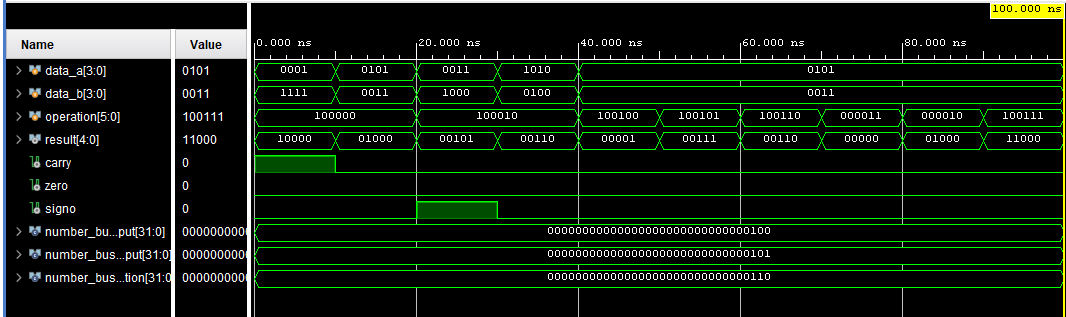 100.000 ns
Name Value 0.000 ns 20.000 ns 40.000 ns 60.000 ns 80.000 ns
data_a[3:0] 0101 0001 0101 0011 1010 0101
data_b[3:0] 0011 1111 0011 1000 0100 0011
operation[5:0] 100111 100000 100010 100100 100101 100110 000011 000010 100111
result[4:0] 11000 10000 01000 00101 00110 00001 00111 00110 00000 01000 11000
carry 0
zero 0
signo 0
number_bu...put[31:0] 0000000000 00000000000000000000000000000100
number_bus...put[31:0] 0000000000 00000000000000000000000000000101
number_bus...tion[31:0 0000000000 00000000000000000000000000000110